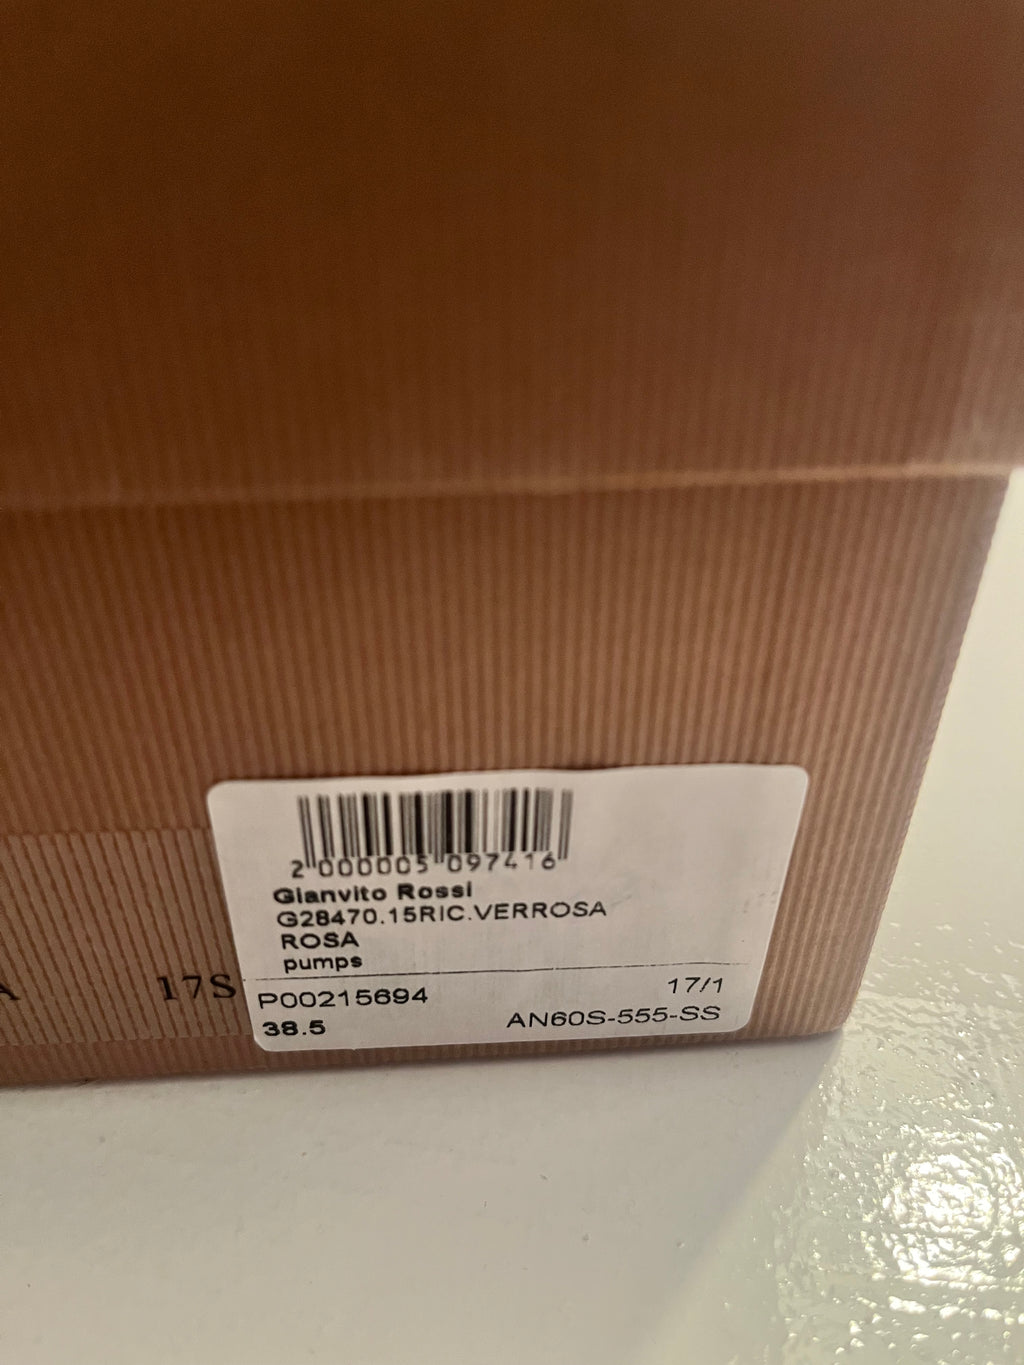 2 000005 097416
Gianvito Rossi
G28470.15RIC.VERROSA
ROSA
pumps
A 17S
P00215694 17/1
38.5 AN60S-555-SS